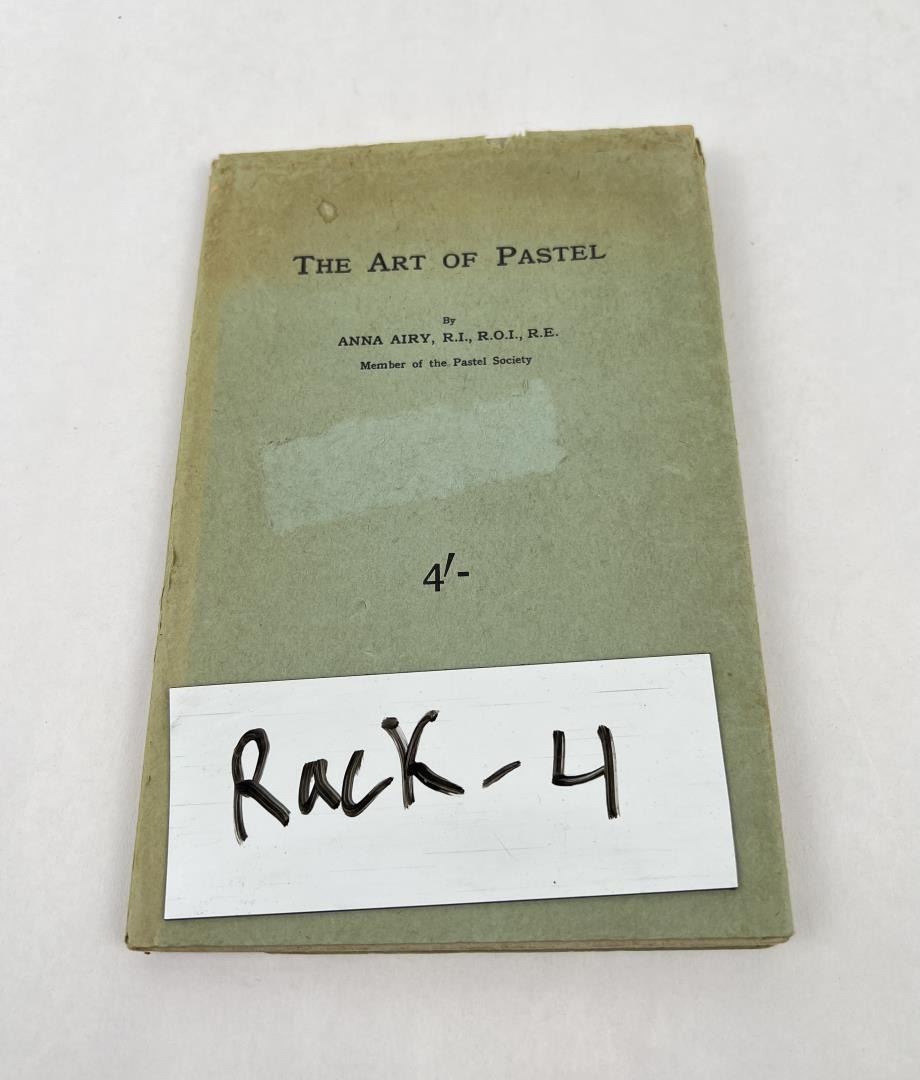 THE ART OF PASTEL
By
ANNA AIRY, R.I., R.O.I., R.E.
Member of the Pastel Society
4/-
Rack-4